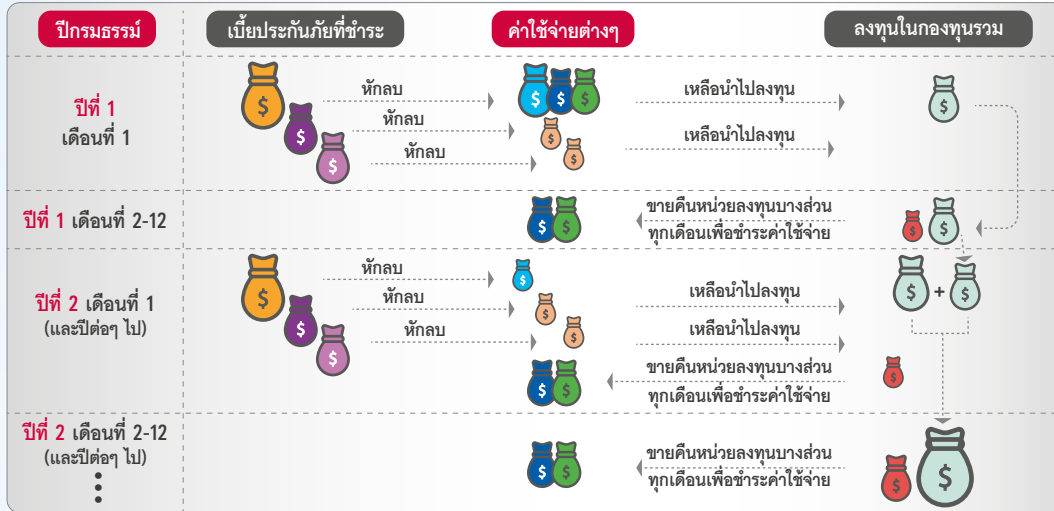 ปีกรมธรรม์
เบี้ยประกันภัยที่ชำระ
ค่าใช้จ่ายต่างๆ
ลงทุนในกองทุนรวม
ปีที่ 1
เดือนที่ 1
$
$
$
หักลบ
หักลบ
หักลบ
$
$
$
$
$
เหลือนำไปลงทุน
เหลือนำไปลงทุน
$
ปีที่ 1 เดือนที่ 2-12
$
$
ขายคืนหน่วยลงทุนบางส่วน
ทุกเดือนเพื่อชำระค่าใช้จ่าย
$
$
ปีที่ 2 เดือนที่ 1
(และปีต่อๆ ไป)
$
$
$
หักลบ
หักลบ
หักลบ
$
$
$
$
$
เหลือนำไปลงทุน
เหลือนำไปลงทุน
ขายคืนหน่วยลงทุนบางส่วน
ทุกเดือนเพื่อชำระค่าใช้จ่าย
$ + $
$
ปีที่ 2 เดือนที่ 2-12
(และปีต่อๆ ไป)
$
$
ขายคืนหน่วยลงทุนบางส่วน
ทุกเดือนเพื่อชำระค่าใช้จ่าย
$
$